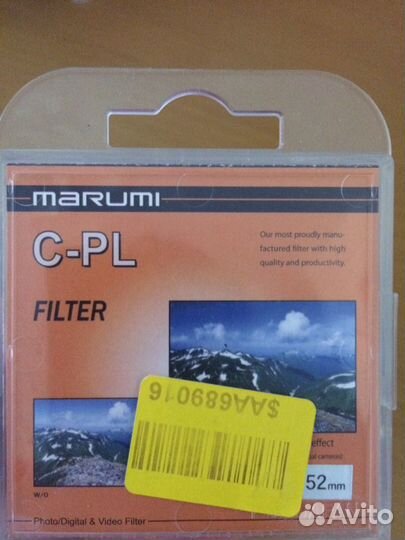 marumi
C-PL
Our most proudly manu-
factured filter with high
quality and productivity.
FILTER
$AA689016
effect
cameras)
W/O
52mm
Photo/Digital & Video Filter
Avito